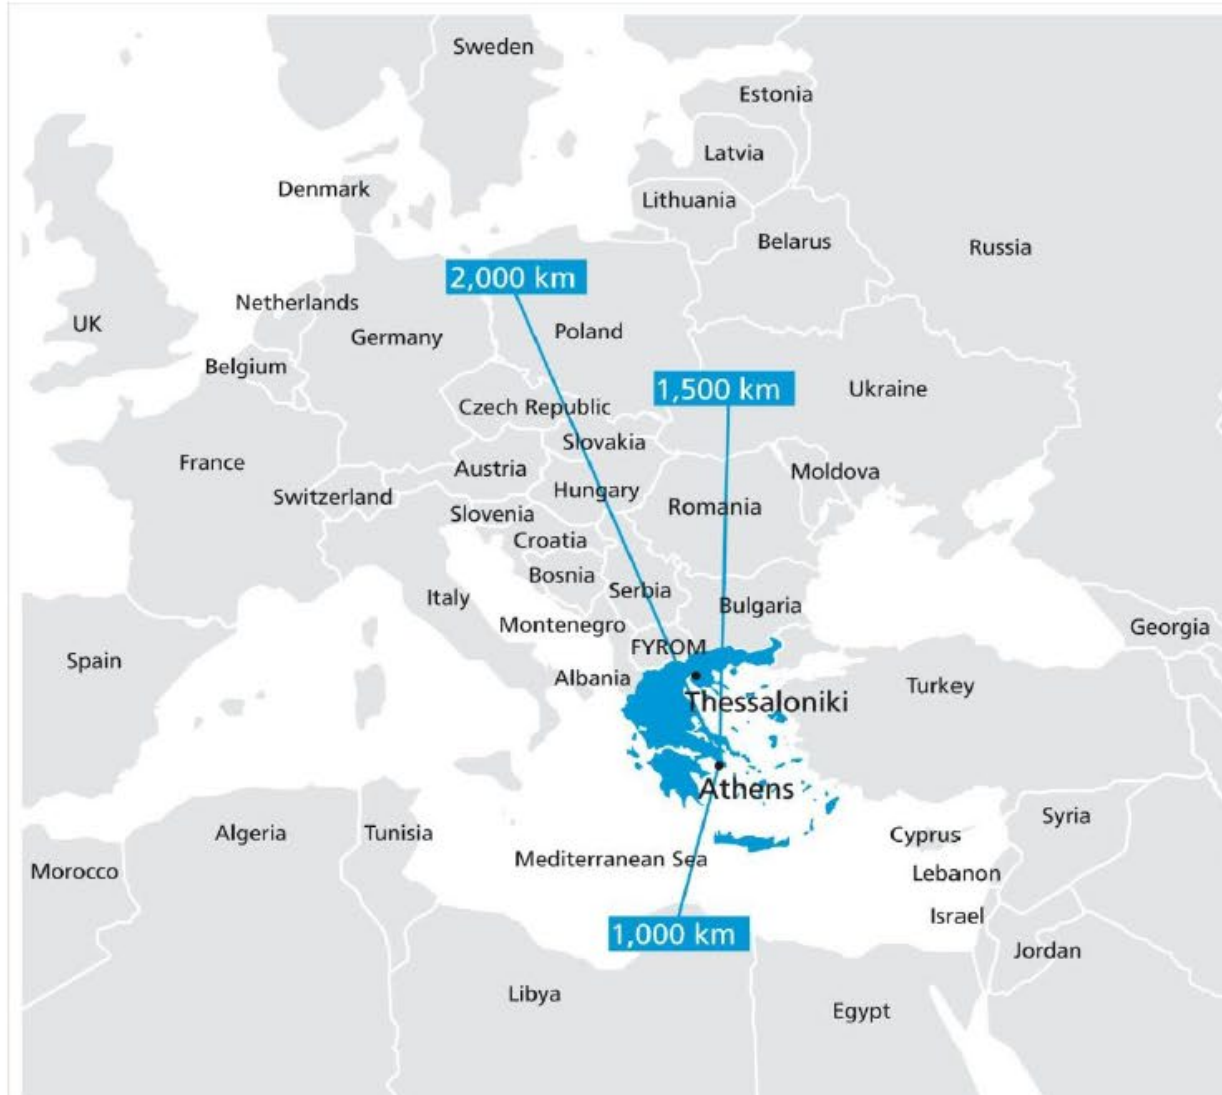 Sweden
Estonia
Latvia
Denmark
Lithuania
Belarus
Russia
2,000 km
Netherlands
UK
Germany
Poland
Belgium
1,500 km
Ukraine
Czech Republic
Slovakia
France
Austria
Moldova
Switzerland
Hungary
Romania
Slovenia
Croatia
Bosnia
Serbia
Italy
Bulgaria
Montenegro
Georgia
FYROM
Spain
Albania
Turkey
Thessaloniki
Athens
Syria
Algeria
Tunisia
Cyprus
Mediterranean Sea
Morocco
Lebanon
Israel
1,000 km
Jordan
Libya
Egypt